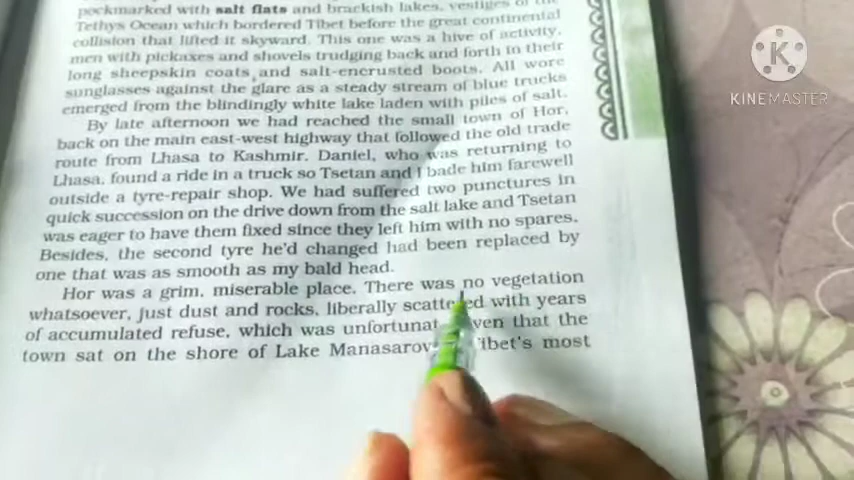 pockmarked with salt flats and brackish lakes, vestiges of the
Tethys Ocean which bordered Tibet before the great continental
collision that lifted it skyward. This one was a hive of activity,
men with pickaxes and shovels trudging back and forth in their
long sheepskin coats and salt-encrusted boots. All wore
sunglasses against the glare as a steady stream of blue trucks
emerged from the blindingly white lake laden with piles of salt.
By late afternoon we had reached the small town of Hor,
back on the main east-west highway that followed the old trade
route from Lhasa to Kashmir. Daniel, who was returning to
Lhasa, found a ride in a truck so Tsetan and I bade him farewell
outside a tyre-repair shop. We had suffered two punctures in
quick succession on the drive down from the salt lake and Tsetan
was eager to have them fixed since they left him with no spares.
Besides, the second tyre he'd changed had been replaced by
one that was as smooth as my bald head.
Hor was a grim, miserable place. There was no vegetation
whatsoever, just dust and rocks, liberally scattered with years
of accumulated refuse, which was unfortunat ven that the
town sat on the shore of Lake Manasarov Tibet's most
K
KINEMASTER